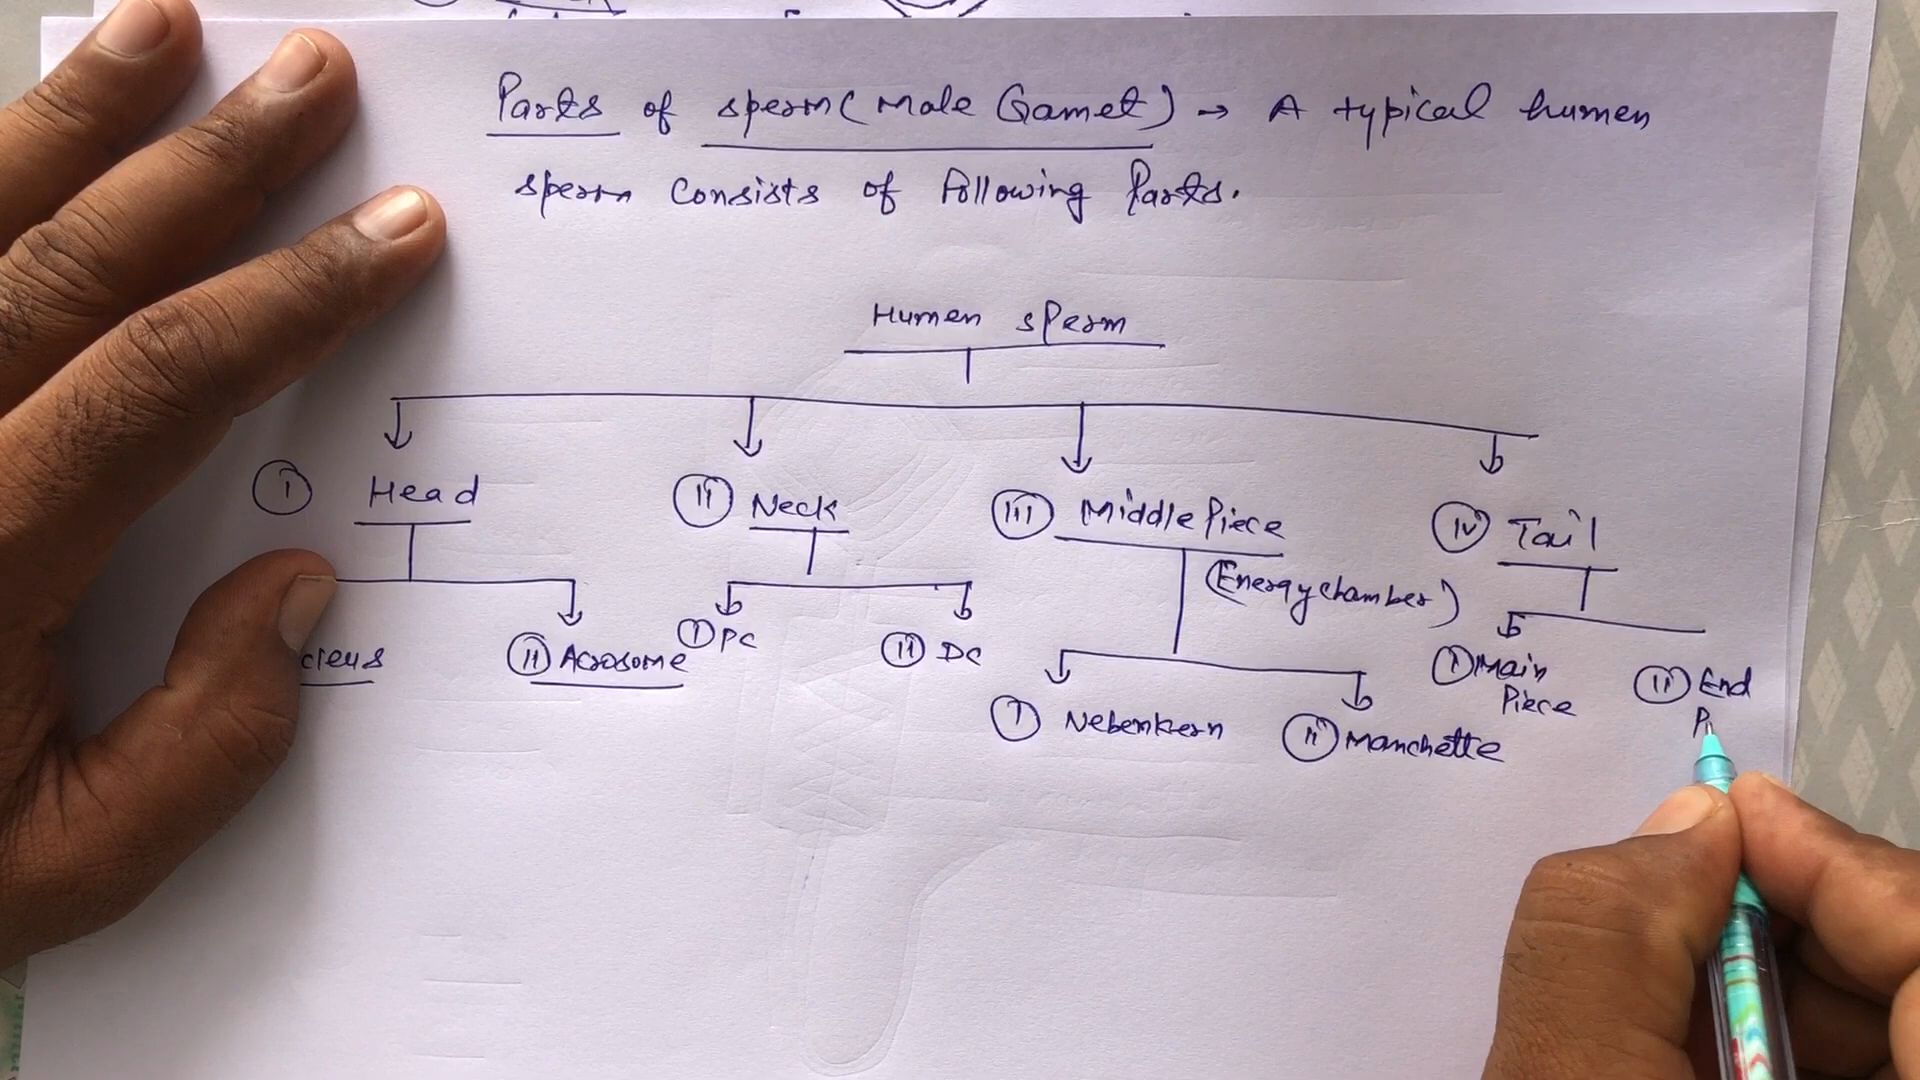 Parts of sperm (Male Gamet) → A typical humen
sperm consists of following Parts.
Humen sperm
I Head
II Neck
III Middle Piece
(Energy chamber)
IV Tail
cleus
II Acrosome
I PC
II DC
I Nebenkern
II Manchette
I Main
Piece
II End
Pi